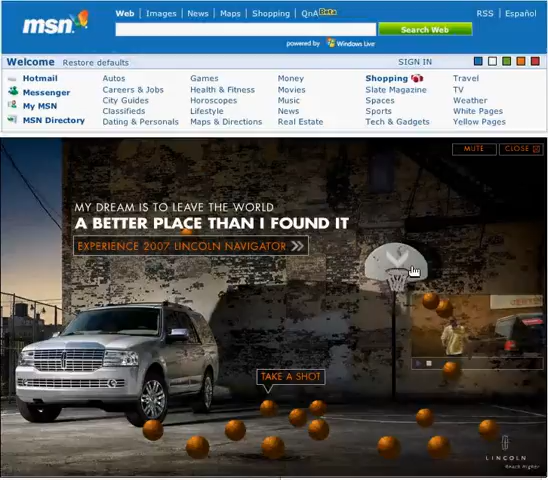 msn
Web | Images | News | Maps | Shopping | QnA Beta
RSS | Español
Search Web
powered by Windows Live
Welcome Restore defaults
SIGN IN
Hotmail Autos Games Money Shopping Travel
Messenger Careers & Jobs Health & Fitness Movies Slate Magazine TV
My MSN City Guides Horoscopes Music Spaces Weather
MSN Directory Classifieds Lifestyle News Sports White Pages
Dating & Personals Maps & Directions Real Estate Tech & Gadgets Yellow Pages
MUTE CLOSE
MY DREAM IS TO LEAVE THE WORLD
A BETTER PLACE THAN I FOUND IT
EXPERIENCE 2007 LINCOLN NAVIGATOR
TAKE A SHOT
LINCOLN
Reach Higher